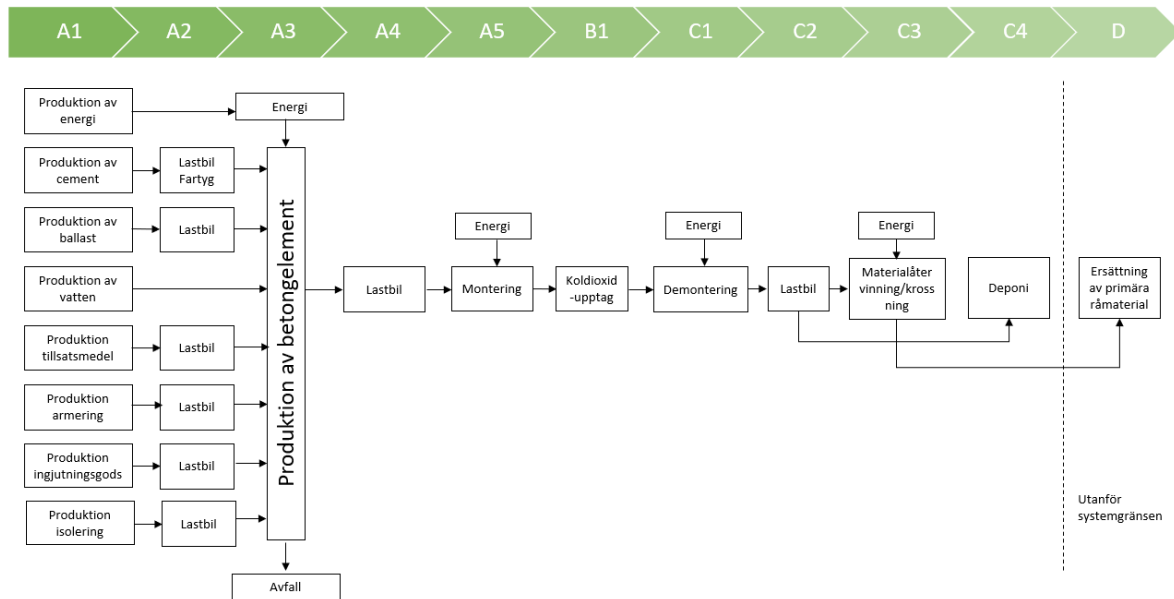 A1
A2
A3
A4
A5
B1
C1
C2
C3
C4
D
Produktion av
energi
Energi
Produktion av
cement
Lastbil
Fartyg
Produktion av
ballast
Lastbil
Produktion av
vatten
Produktion
tillsatsmedel
Lastbil
Produktion
armering
Lastbil
Produktion
ingjutningsgods
Lastbil
Produktion
isolering
Lastbil
Produktion av betongelement
Avfall
Lastbil
Energi
Montering
Koldioxid
-upptag
Energi
Demontering
Lastbil
Energi
Materialåter
vinning/kross
ning
Deponi
Ersättning
av primära
råmaterial
Utanför
systemgränsen